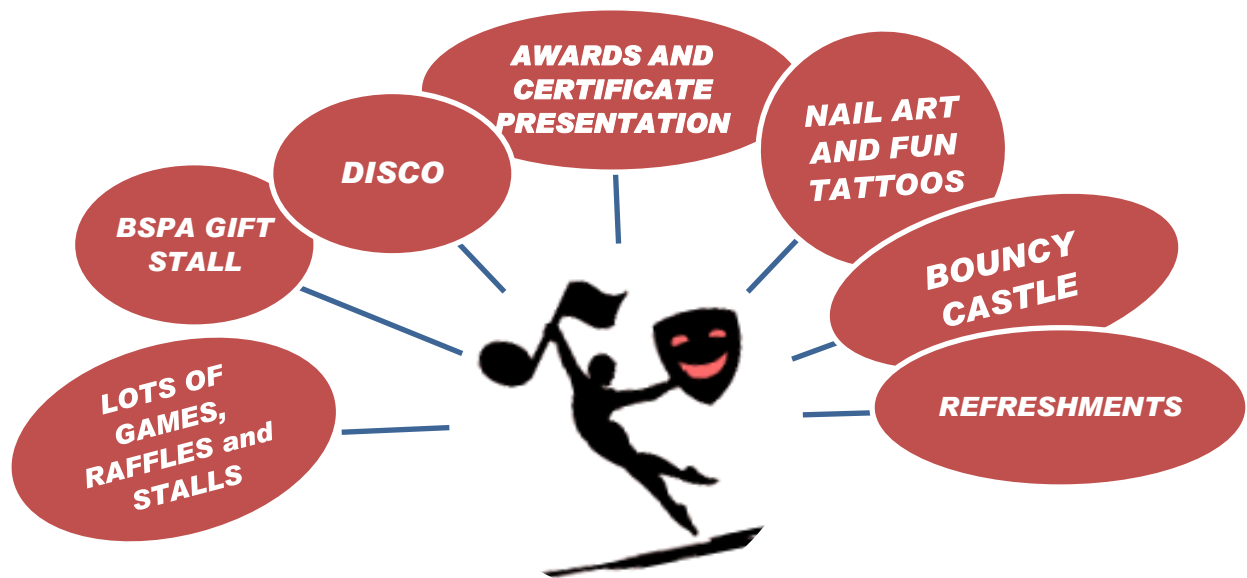 AWARDS AND
CERTIFICATE
PRESENTATION
NAIL ART
AND FUN
TATTOOS
DISCO
BSPA GIFT
STALL
BOUNCY
CASTLE
LOTS OF
GAMES,
RAFFLES and
STALLS
REFRESHMENTS